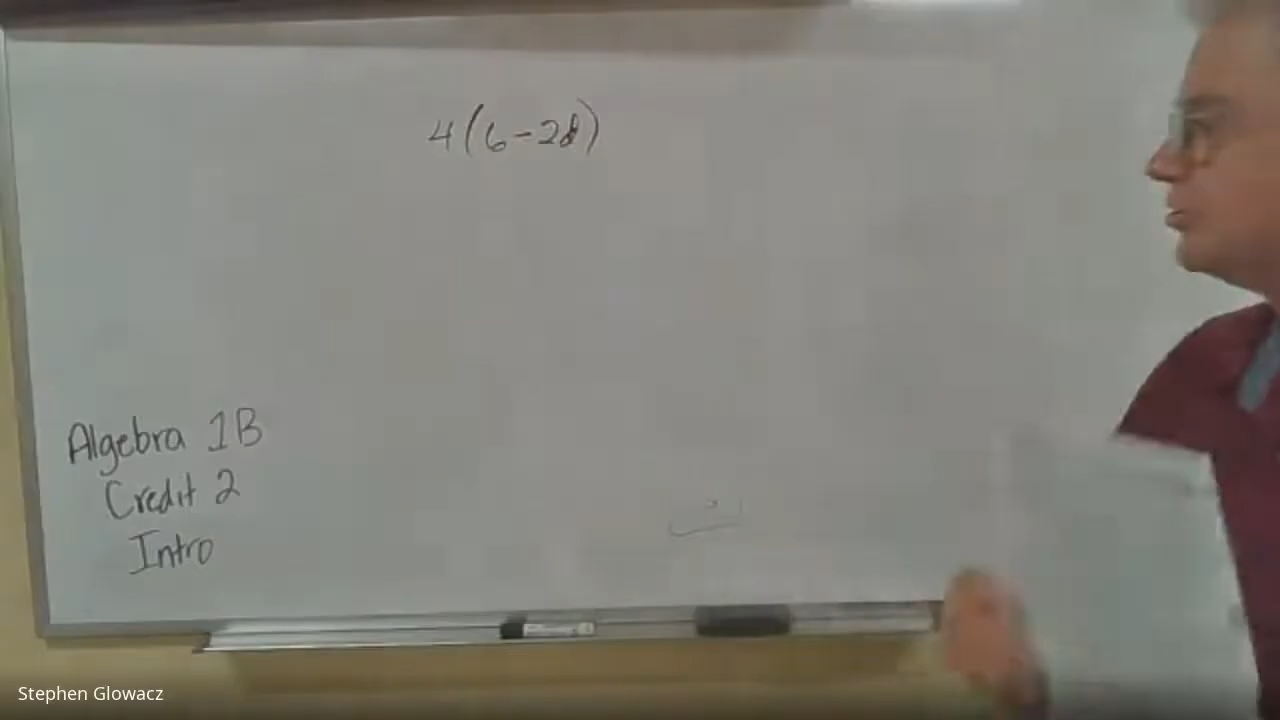 4(6-2d)
Algebra 1B
Credit 2
Intro
Stephen Glowacz